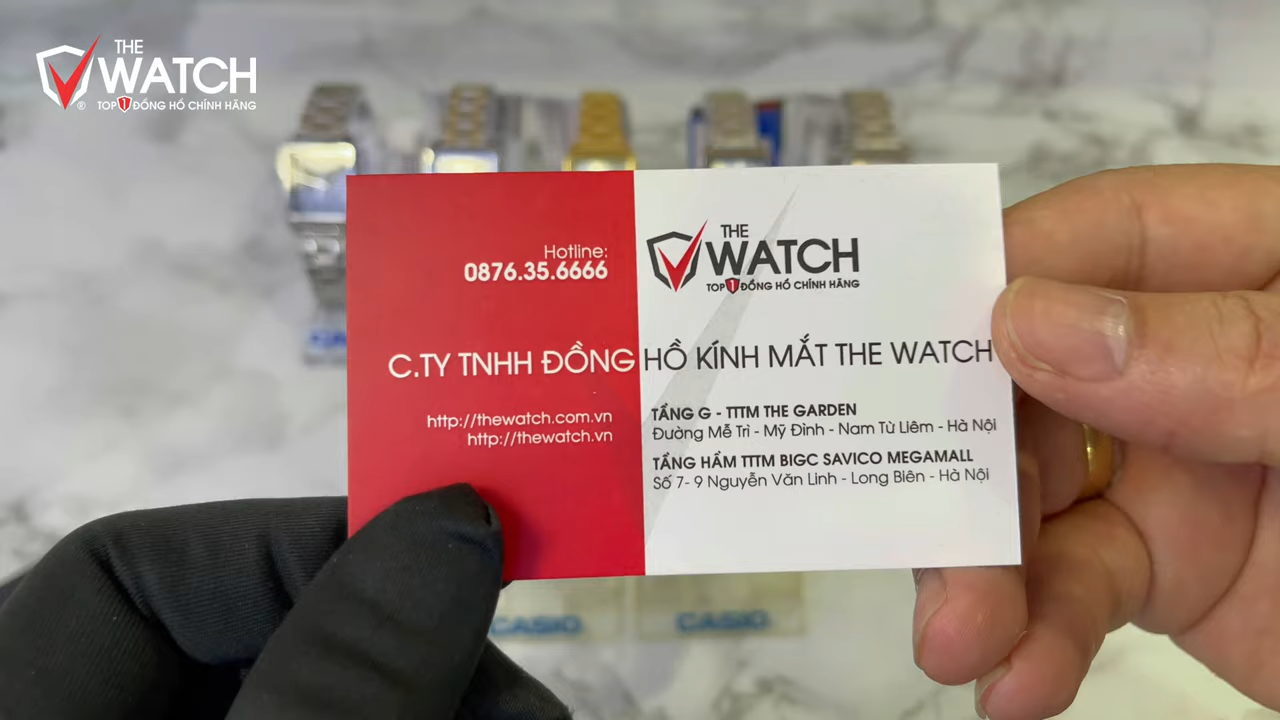 THE
WATCH
®
TOP 1 ĐỒNG HỒ CHÍNH HÃNG
Hotline:
0876.35.6666
THE
WATCH
TOP 1 ĐỒNG HỒ CHÍNH HÃNG
C.TY TNHH ĐỒNG HỒ KÍNH MẮT THE WATCH
http://thewatch.com.vn
http://thewatch.vn
TẦNG G - TTTM THE GARDEN
Đường Mễ Trì - Mỹ Đình - Nam Từ Liêm - Hà Nội
TẦNG HẦM TTTM BIGC SAVICO MEGAMALL
Số 7- 9 Nguyễn Văn Linh - Long Biên - Hà Nội
CASIO
CASIO